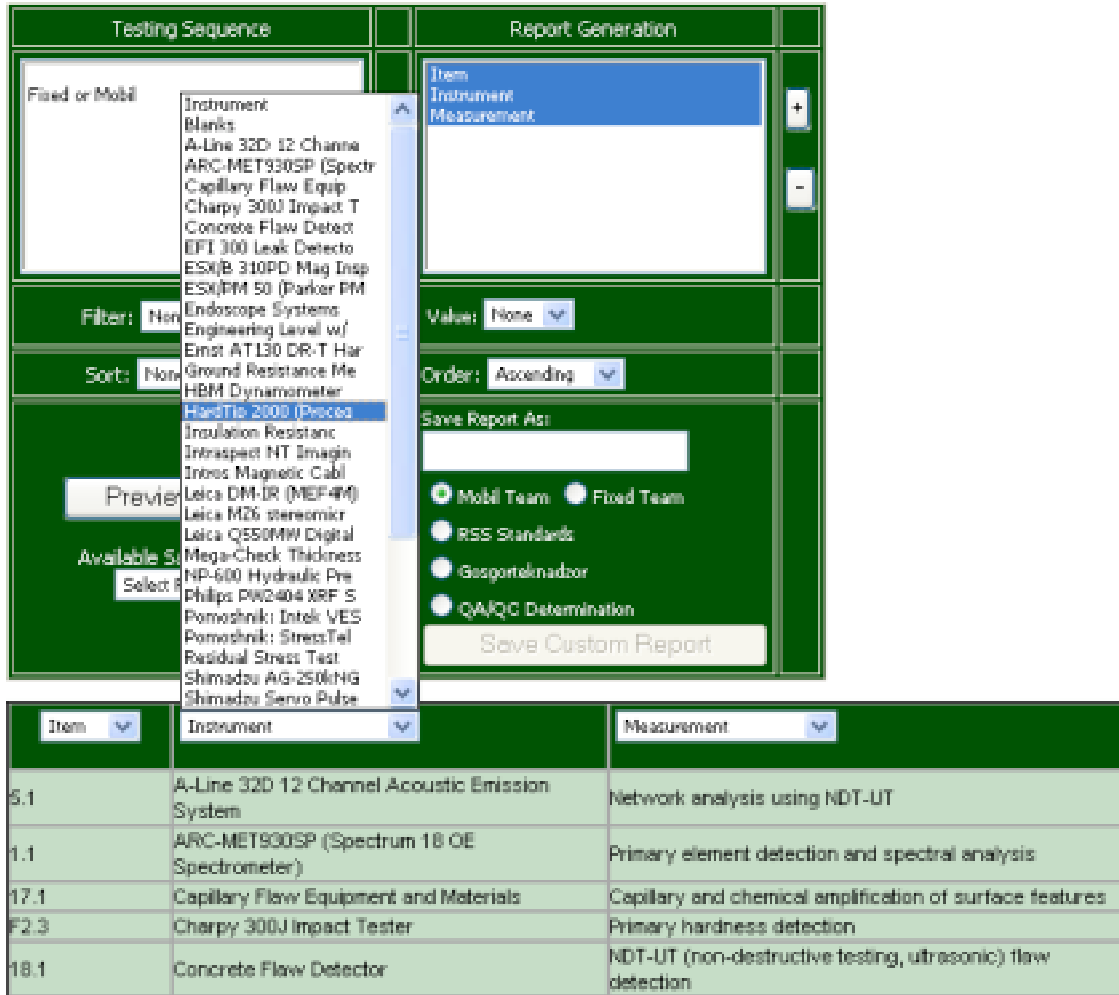 Testing Sequence
Report Generation
Fixed or Mobil
Item
Instrument
Measurement
+
-
Instrument
Blanks
A-Line 32D 12 Channe
ARC-MET930SP (Spectr
Capillary Flaw Equip
Charpy 300J Impact T
Concrete Flaw Detect
EFI 300 Leak Detecto
ESX/B 310PD Mag Insp
ESX/PM 50 (Parker PM
Endoscope Systems
Engineering Level w/
Ernst AT130 DR-T Har
Ground Resistance Me
HBM Dynamometer
HardTip 2000 (Proceq
Insulation Resistanc
Intraspect NT Imagin
Intros Magnetic Cabl
Leica DM-IR (MEF4M)
Leica MZ6 stereomicr
Leica Q550MW Digital
Mega-Check Thickness
NP-600 Hydraulic Pre
Philips PW2404 XRF S
Pomoshnik: Intek VES
Pomoshnik: StressTel
Residual Stress Test
Shimadzu AG-250kNG
Shimadzu Servo Pulse
Filter: Non
Value: None
Sort: Non
Order: Ascending
Save Report As:
Previe
Mobil Team Fixed Team
RSS Standards
Available Sa
Gosgorteknadzor
Select R
QA/QC Determination
Save Custom Report
Item Instrument Measurement
5.1 A-Line 32D 12 Channel Acoustic Emission System Network analysis using NDT-UT
1.1 ARC-MET930SP (Spectrum 18 OE Spectrometer) Primary element detection and spectral analysis
17.1 Capillary Flaw Equipment and Materials Capillary and chemical amplification of surface features
F2.3 Charpy 300J Impact Tester Primary hardness detection
18.1 Concrete Flaw Detector NDT-UT (non-destructive testing, ultrasonic) flaw detection